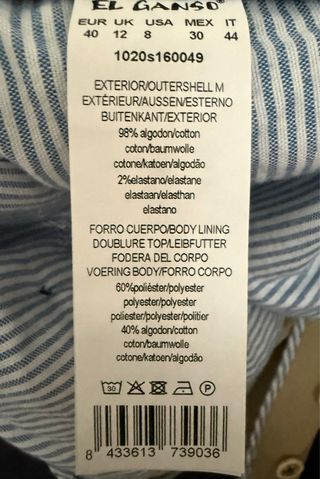 EL GANSO
EUR UK USA MEX IT
40 12 8 30 44
1020s160049
EXTERIOR/OUTERSHELL M
EXTÉRIEUR/AUSSEN/ESTERNO
BUITENKANT/EXTERIOR
98% algodon/cotton
coton/baumwolle
cotone/katoen/algodão
2%elastano/elastane
elastaan/elasthan
elastano
FORRO CUERPO/BODY LINING
DOUBLURE TOP/LEIBFUTTER
FODERA DEL CORPO
VOERING BODY/FORRO CORPO
60%poliéster/polyester
polyester/polyester
poliester/polyester/politier
40% algodon/cotton
coton/baumwolle
cotone/katoen/algodão
30 P
8 433613 739036